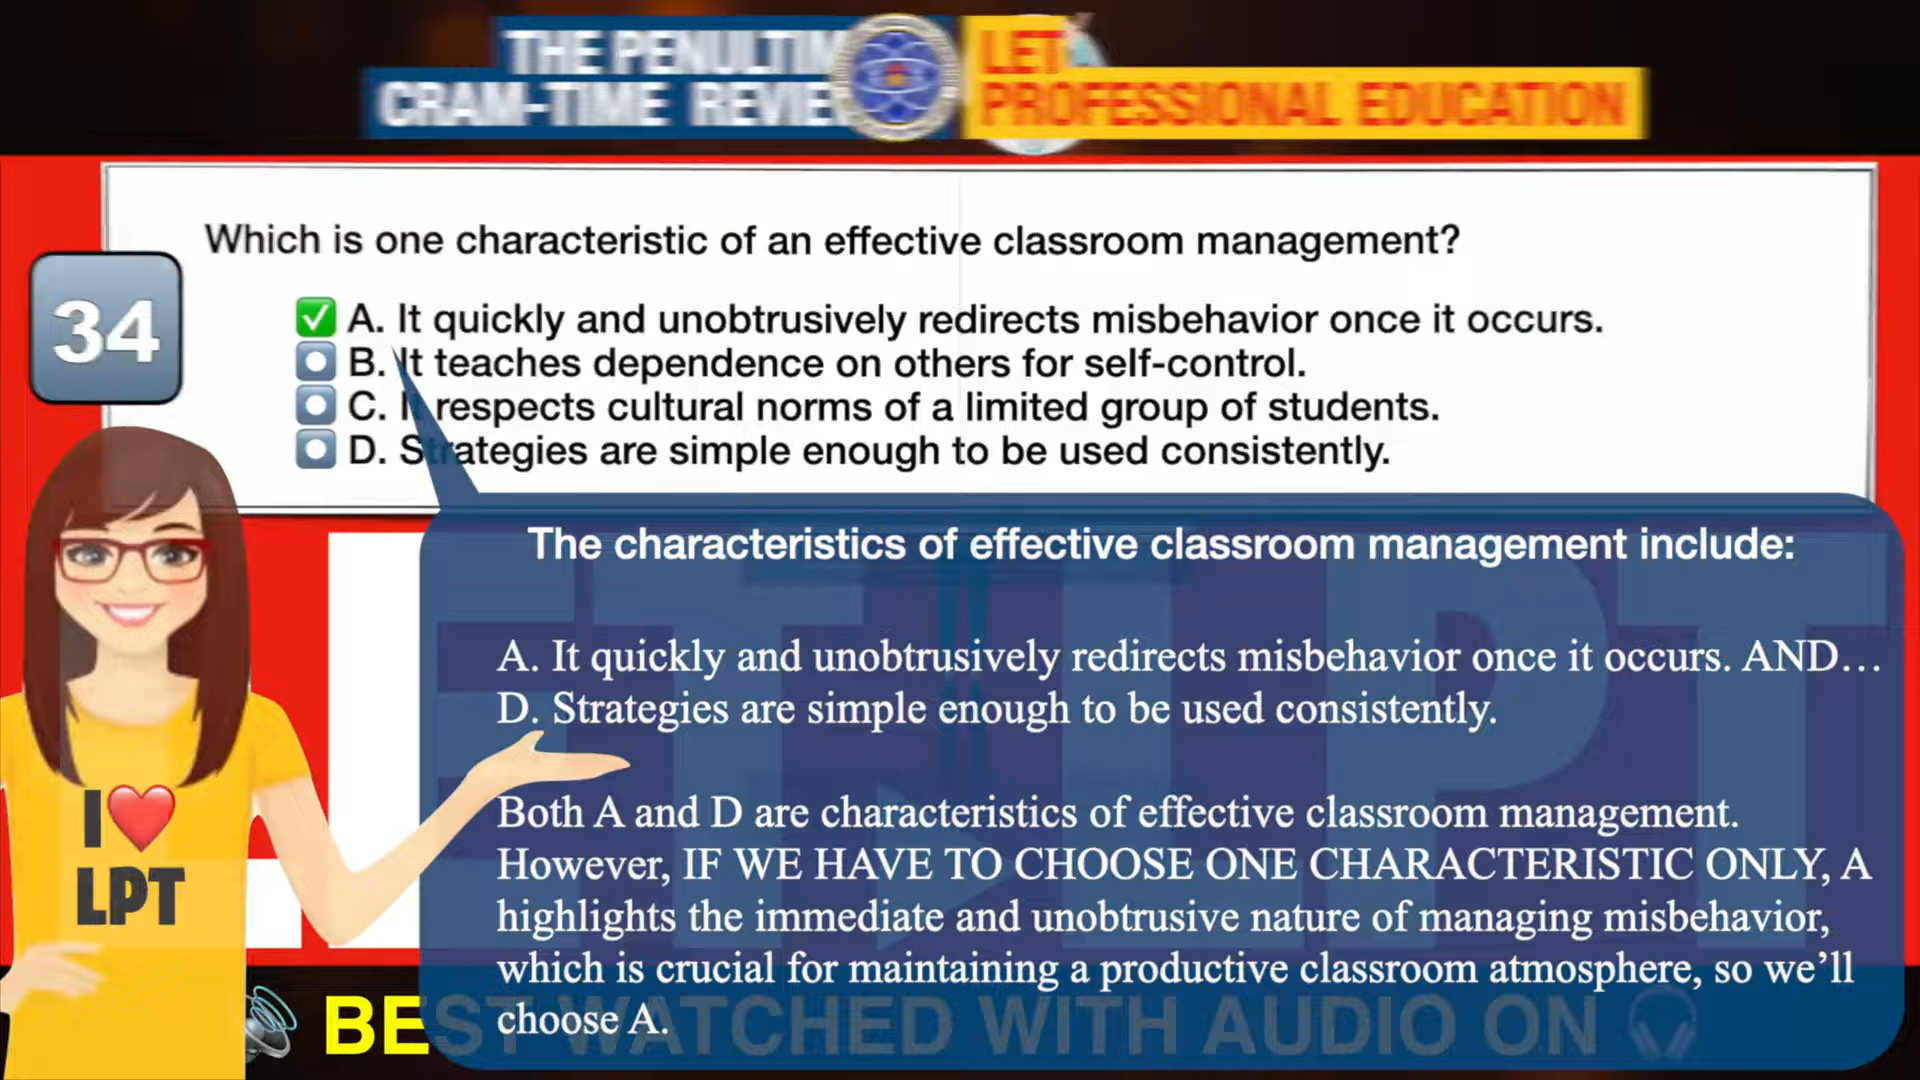 THE PENULTIM
CRAM-TIME REVIE
LET
PROFESSIONAL EDUCATION
34
Which is one characteristic of an effective classroom management?
A. It quickly and unobtrusively redirects misbehavior once it occurs.
B. It teaches dependence on others for self-control.
C. It respects cultural norms of a limited group of students.
D. Strategies are simple enough to be used consistently.
The characteristics of effective classroom management include:
A. It quickly and unobtrusively redirects misbehavior once it occurs. AND...
D. Strategies are simple enough to be used consistently.
Both A and D are characteristics of effective classroom management.
However, IF WE HAVE TO CHOOSE ONE CHARACTERISTIC ONLY, A
highlights the immediate and unobtrusive nature of managing misbehavior,
which is crucial for maintaining a productive classroom atmosphere, so we'll
choose A.
I ❤️
LPT
BEST WATCHED WITH AUDIO ON